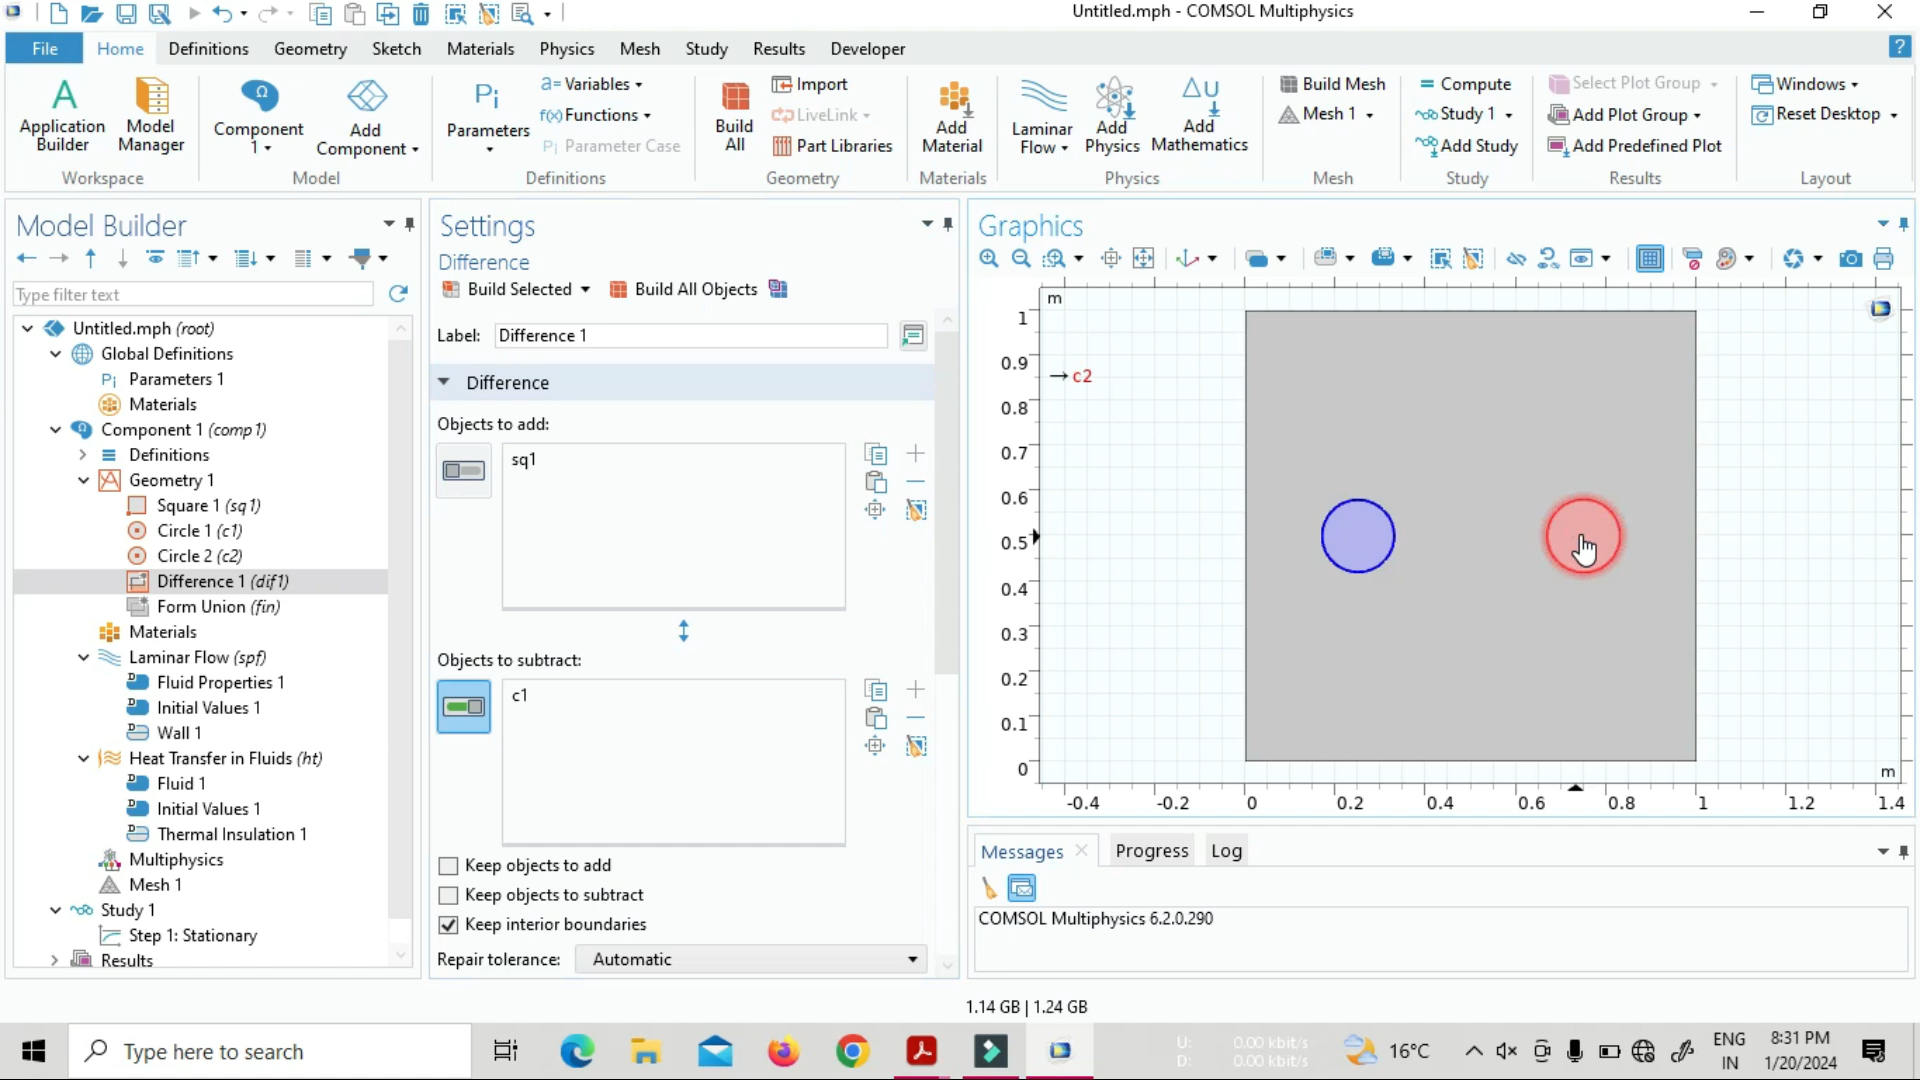 Untitled.mph - COMSOL Multiphysics
File Home Definitions Geometry Sketch Materials Physics Mesh Study Results Developer
Application Builder
Model Manager
Workspace
Component 1
Add Component
Model
Parameters
a= Variables
f(x) Functions
Pi Parameter Case
Definitions
Build All
Import
LiveLink
Part Libraries
Geometry
Add Material
Materials
Laminar Flow
Add Physics
Add Mathematics
Physics
Build Mesh
Mesh 1
Mesh
= Compute
Study 1
Add Study
Study
Select Plot Group
Add Plot Group
Add Predefined Plot
Results
Windows
Reset Desktop
Layout
Model Builder
Type filter text
Untitled.mph (root)
Global Definitions
Pi Parameters 1
Materials
Component 1 (comp1)
Definitions
Geometry 1
Square 1 (sq1)
Circle 1 (c1)
Circle 2 (c2)
Difference 1 (dif1)
Form Union (fin)
Materials
Laminar Flow (spf)
Fluid Properties 1
Initial Values 1
Wall 1
Heat Transfer in Fluids (ht)
Fluid 1
Initial Values 1
Thermal Insulation 1
Multiphysics
Mesh 1
Study 1
Step 1: Stationary
Results
Settings
Difference
Build Selected Build All Objects
Label: Difference 1
Difference
Objects to add:
sq1
Objects to subtract:
c1
Keep objects to add
Keep objects to subtract
Keep interior boundaries
Repair tolerance: Automatic
Graphics
m
1
0.9
→ c2
0.8
0.7
0.6
0.5
0.4
0.3
0.2
0.1
0
m
-0.4 -0.2 0 0.2 0.4 0.6 0.8 1 1.2 1.4
Messages Progress Log
COMSOL Multiphysics 6.2.0.290
1.14 GB | 1.24 GB
Type here to search
U: 0.00 kbit/s
D: 0.00 kbit/s
16°C
ENG
IN
8:31 PM
1/20/2024